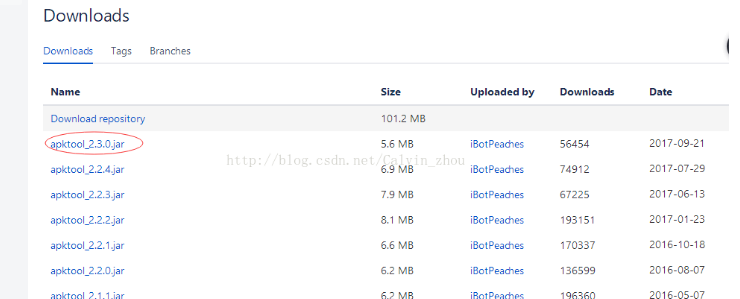 Downloads
Downloads Tags Branches
Name Size Uploaded by Downloads Date
Download repository 101.2 MB
apktool_2.3.0.jar 5.6 MB iBotPeaches 56454 2017-09-21
http://blog.csdn.net/Calvin_zhou
apktool_2.2.4.jar 6.9 MB iBotPeaches 74912 2017-07-29
apktool_2.2.3.jar 7.9 MB iBotPeaches 67225 2017-06-13
apktool_2.2.2.jar 8.1 MB iBotPeaches 193151 2017-01-23
apktool_2.2.1.jar 6.6 MB iBotPeaches 170337 2016-10-18
apktool_2.2.0.jar 6.2 MB iBotPeaches 136599 2016-08-07
apktool_2.1.1.jar 6.2 MB iBotPeaches 196360 2016-05-07